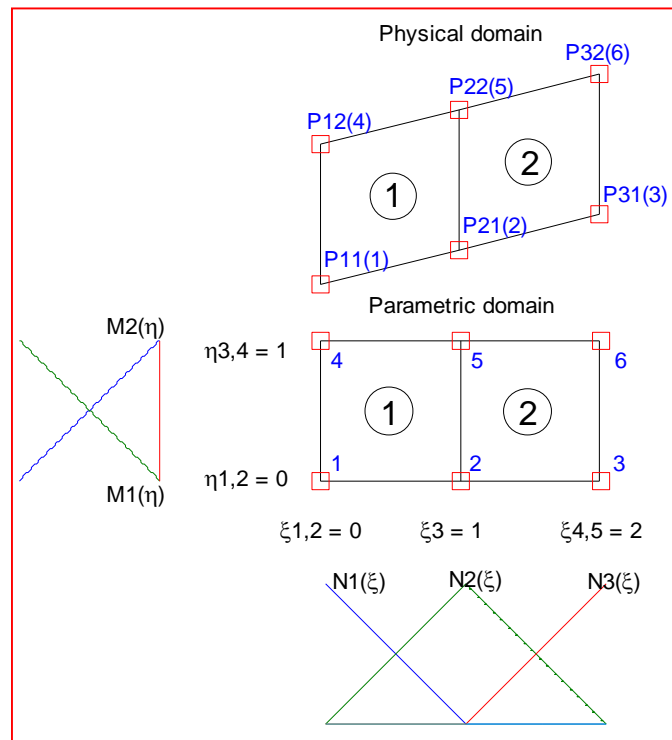 Physical domain
P32(6)
P22(5)
P12(4)
2
1
P31(3)
P21(2)
P11(1)
Parametric domain
M2(η)
η3,4 = 1
4
5
6
1
2
1
2
3
M1(η)
η1,2 = 0
ξ1,2 = 0
ξ3 = 1
ξ4,5 = 2
N1(ξ)
N2(ξ)
N3(ξ)